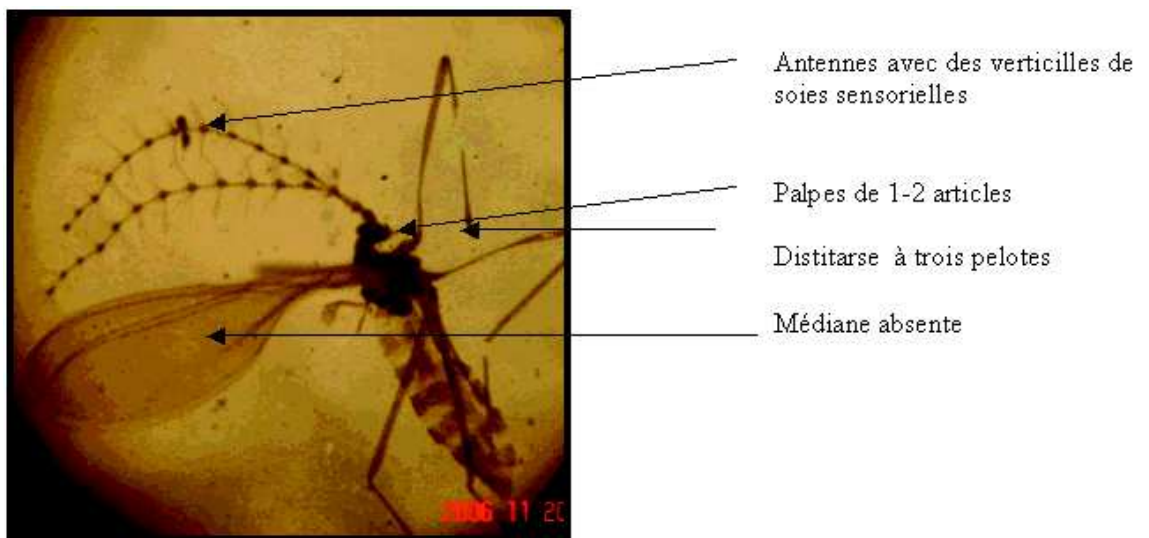 Antennes avec des verticilles de
soies sensorielles
Palpes de 1-2 articles
Distitarse à trois pelotes
Médiane absente
2006 11 20